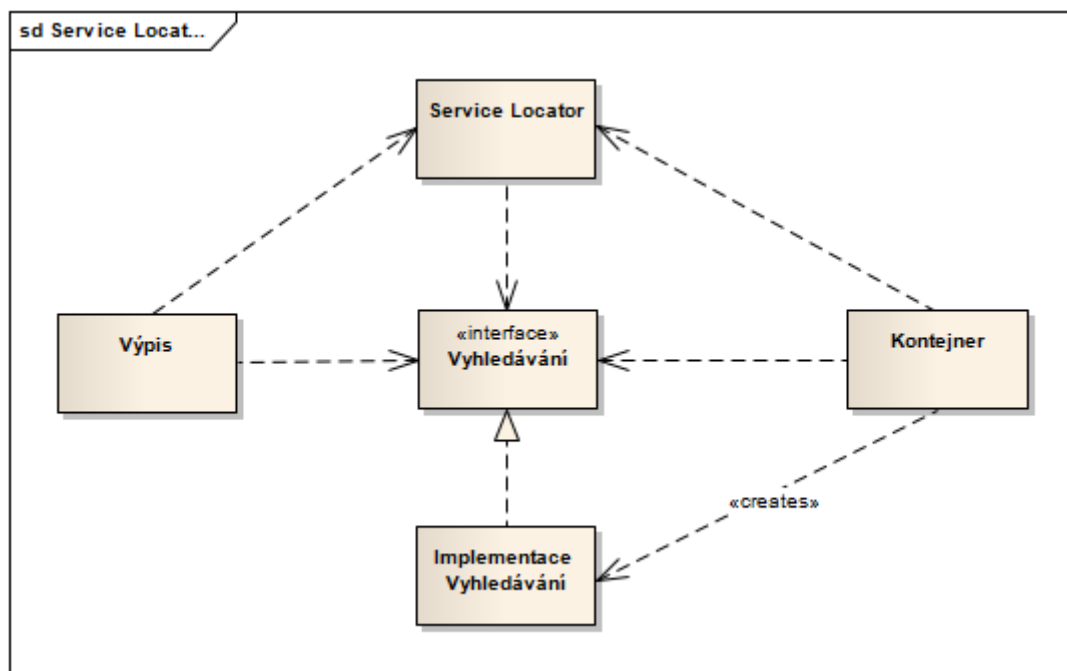 sd Service Locat...
Service Locator
Výpis
«interface»
Vyhledávání
Kontejner
«creates»
Implementace
Vyhledávání